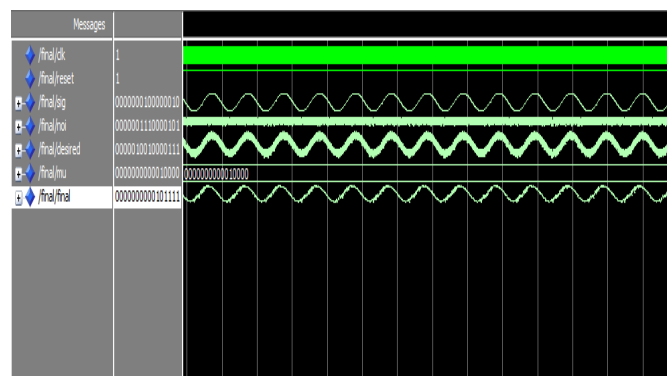 Messages
/final/clk 1
/final/reset 1
/final/sig 0000000100000010
/final/noi 0000001110000101
/final/desired 0000010010000111
/final/mu 0000000000010000 0000000000010000
/final/final 0000000000101111